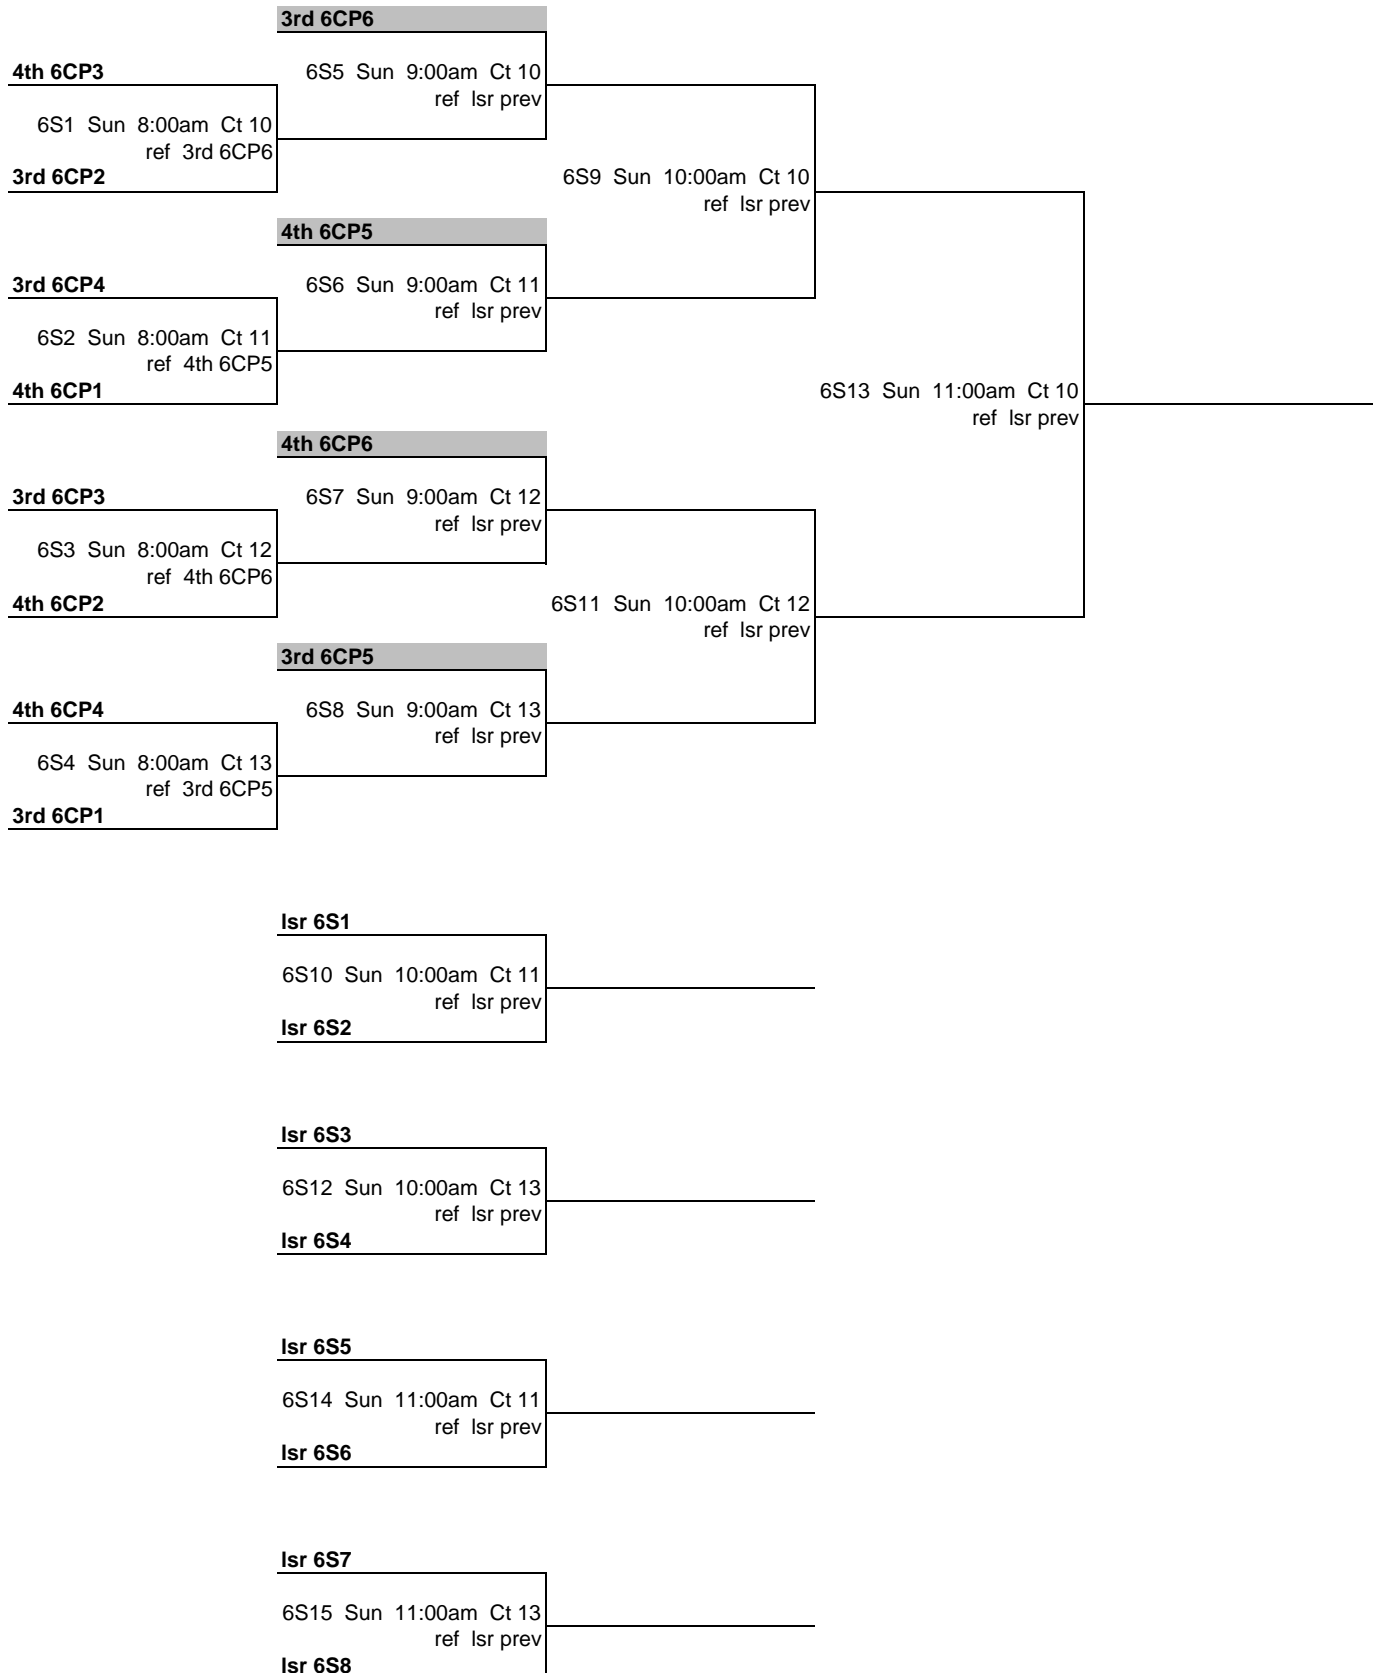 3rd 6CP6
4th 6CP3
6S5 Sun 9:00am Ct 10
ref lsr prev
6S1 Sun 8:00am Ct 10
ref 3rd 6CP6
3rd 6CP2
6S9 Sun 10:00am Ct 10
ref lsr prev
4th 6CP5
3rd 6CP4
6S6 Sun 9:00am Ct 11
ref lsr prev
6S2 Sun 8:00am Ct 11
ref 4th 6CP5
4th 6CP1
6S13 Sun 11:00am Ct 10
ref lsr prev
4th 6CP6
3rd 6CP3
6S7 Sun 9:00am Ct 12
ref lsr prev
6S3 Sun 8:00am Ct 12
ref 4th 6CP6
4th 6CP2
6S11 Sun 10:00am Ct 12
ref lsr prev
3rd 6CP5
4th 6CP4
6S8 Sun 9:00am Ct 13
ref lsr prev
6S4 Sun 8:00am Ct 13
ref 3rd 6CP5
3rd 6CP1
lsr 6S1
6S10 Sun 10:00am Ct 11
ref lsr prev
lsr 6S2
lsr 6S3
6S12 Sun 10:00am Ct 13
ref lsr prev
lsr 6S4
lsr 6S5
6S14 Sun 11:00am Ct 11
ref lsr prev
lsr 6S6
lsr 6S7
6S15 Sun 11:00am Ct 13
ref lsr prev
lsr 6S8